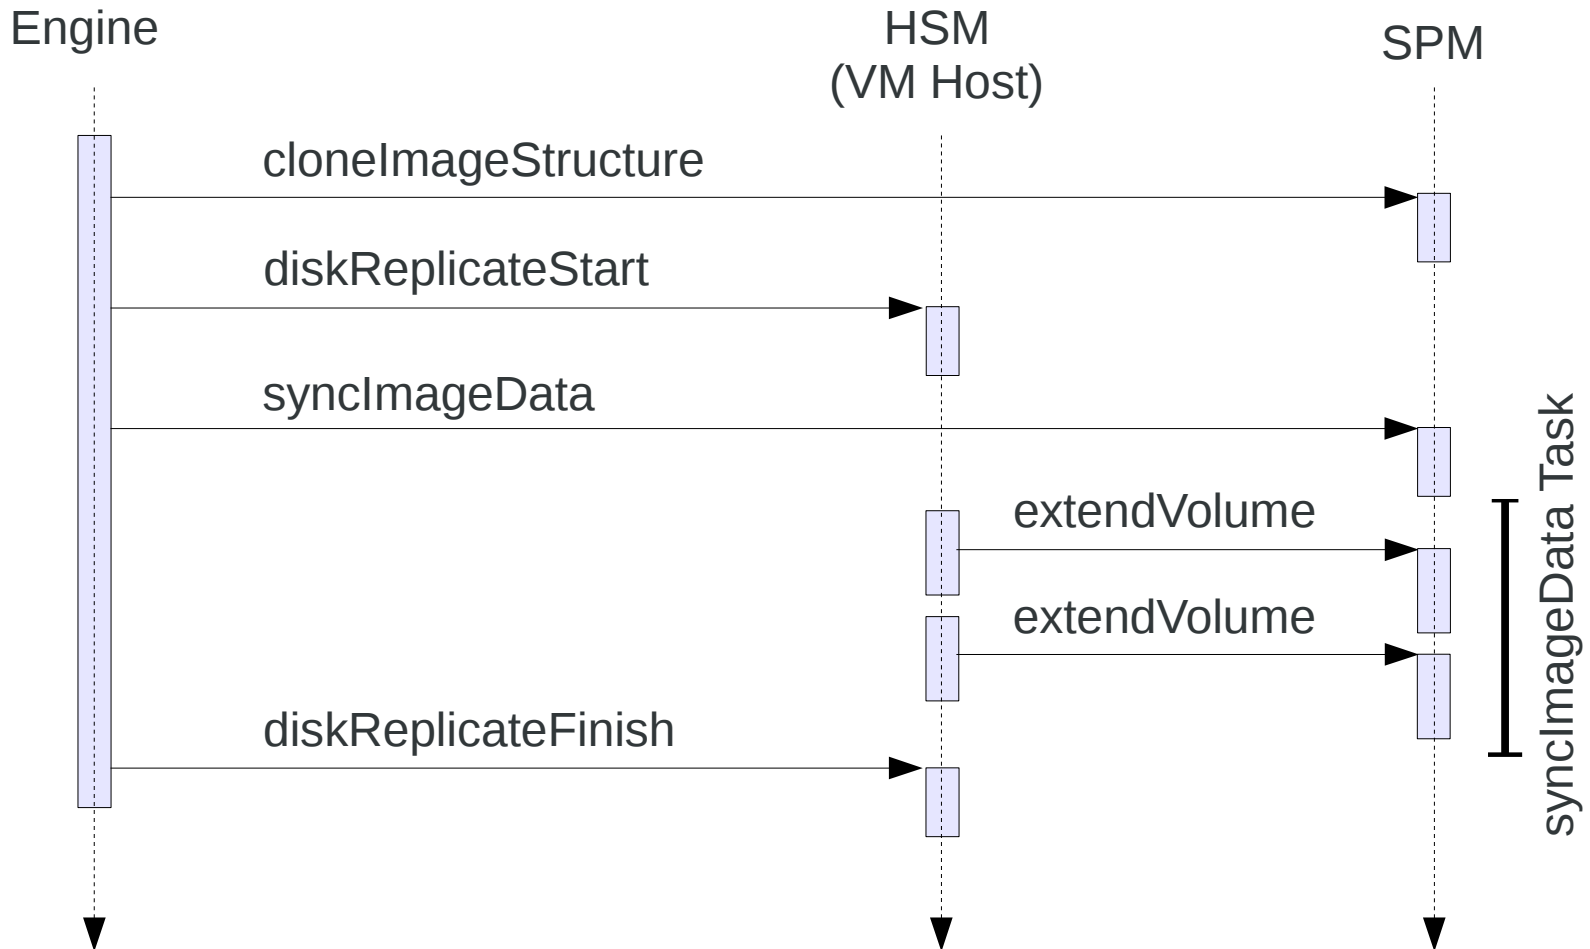 Engine
HSM
(VM Host)
SPM
cloneImageStructure
diskReplicateStart
syncImageData
extendVolume
extendVolume
diskReplicateFinish
syncImageData Task